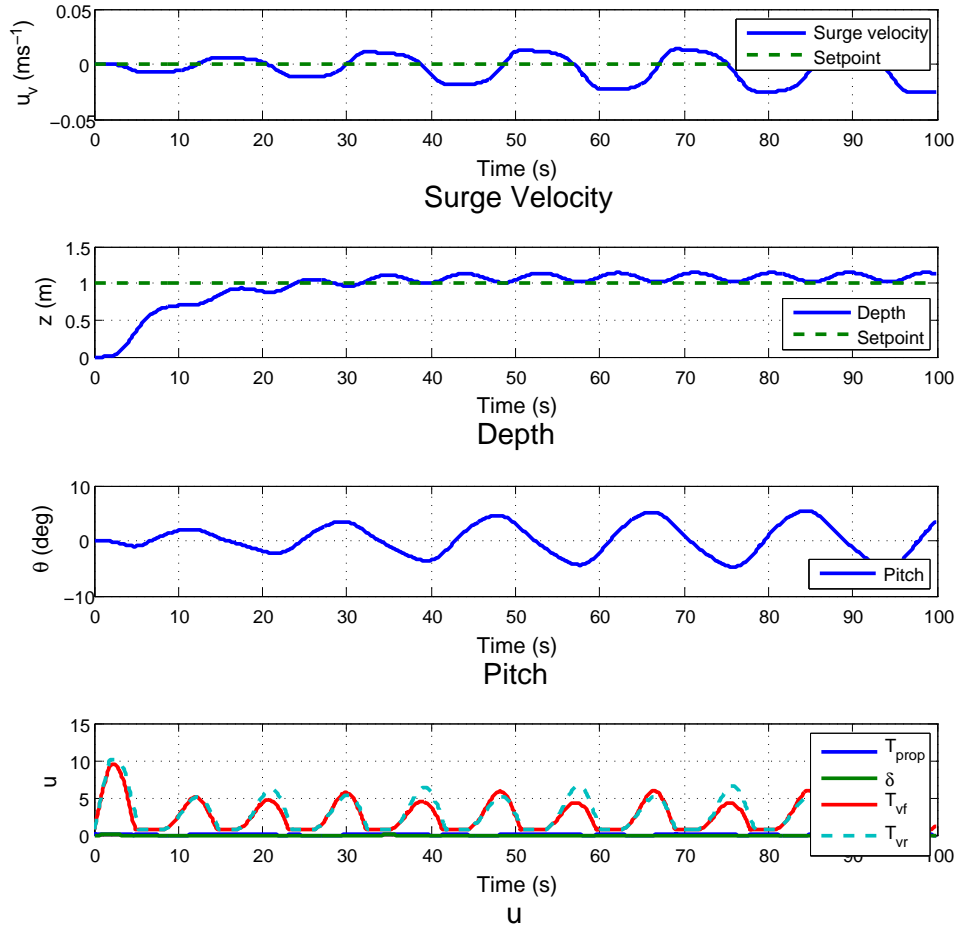 0.05
0
−0.05
u_v (ms⁻¹)
Surge velocity
Setpoint
0 10 20 30 40 50 60 70 80 90 100
Time (s)
Surge Velocity
1.5
1
0.5
0
z (m)
Depth
Setpoint
0 10 20 30 40 50 60 70 80 90 100
Time (s)
Depth
10
0
−10
θ (deg)
Pitch
0 10 20 30 40 50 60 70 80 90 100
Time (s)
Pitch
15
10
5
0
u
T_prop
δ
T_vf
T_vr
0 10 20 30 40 50 60 70 80 90 100
Time (s)
u